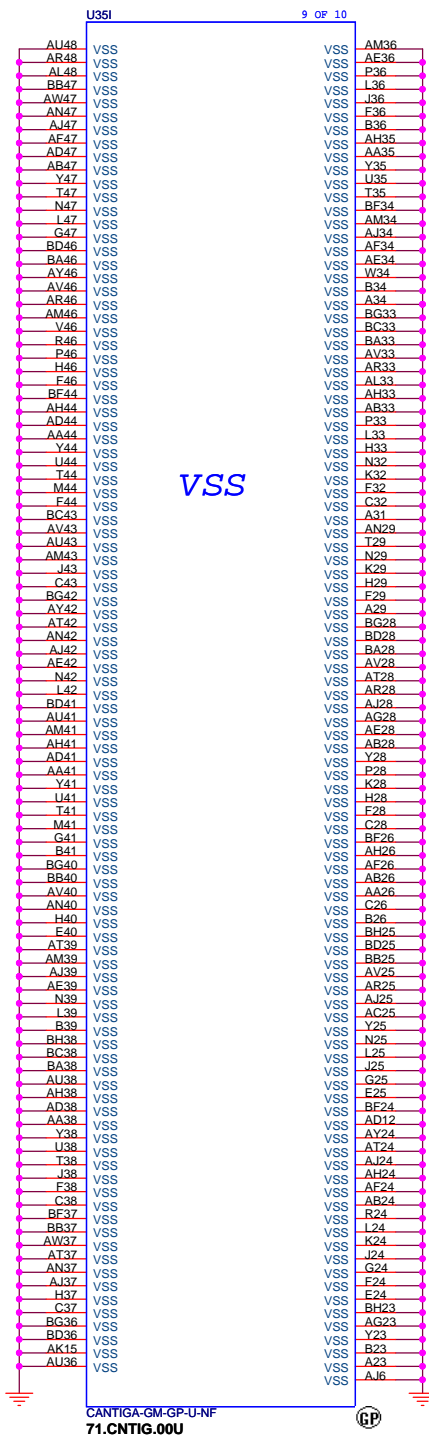 U35I 9 OF 10
AU48 VSS VSS AM36
AR48 VSS VSS AE36
AL48 VSS VSS P36
BB47 VSS VSS L36
AW47 VSS VSS J36
AN47 VSS VSS F36
AJ47 VSS VSS B36
AF47 VSS VSS AH35
AD47 VSS VSS AA35
AB47 VSS VSS Y35
Y47 VSS VSS U35
T47 VSS VSS T35
N47 VSS VSS BF34
L47 VSS VSS AM34
G47 VSS VSS AJ34
BD46 VSS VSS AF34
BA46 VSS VSS AE34
AY46 VSS VSS W34
AV46 VSS VSS B34
AR46 VSS VSS A34
AM46 VSS VSS BG33
V46 VSS VSS BC33
R46 VSS VSS BA33
P46 VSS VSS AV33
H46 VSS VSS AR33
F46 VSS VSS AL33
BF44 VSS VSS AH33
AH44 VSS VSS AB33
AD44 VSS VSS P33
AA44 VSS VSS L33
Y44 VSS VSS H33
U44 VSS VSS N32
T44 VSS VSS K32
M44 VSS VSS F32
F44 VSS VSS C32
BC43 VSS VSS A31
AV43 VSS VSS AN29
AU43 VSS VSS T29
AM43 VSS VSS N29
J43 VSS VSS K29
C43 VSS VSS H29
BG42 VSS VSS F29
AY42 VSS VSS A29
AT42 VSS VSS BG28
AN42 VSS VSS BD28
AJ42 VSS VSS BA28
AE42 VSS VSS AV28
N42 VSS VSS AT28
L42 VSS VSS AR28
BD41 VSS VSS AJ28
AU41 VSS VSS AG28
AM41 VSS VSS AE28
AH41 VSS VSS AB28
AD41 VSS VSS Y28
AA41 VSS VSS P28
Y41 VSS VSS K28
U41 VSS VSS H28
T41 VSS VSS F28
M41 VSS VSS C28
G41 VSS VSS BF26
B41 VSS VSS AH26
BG40 VSS VSS AF26
BB40 VSS VSS AB26
AV40 VSS VSS AA26
AN40 VSS VSS C26
H40 VSS VSS B26
E40 VSS VSS BH25
AT39 VSS VSS BD25
AM39 VSS VSS BB25
AJ39 VSS VSS AV25
AE39 VSS VSS AR25
N39 VSS VSS AJ25
L39 VSS VSS AC25
B39 VSS VSS Y25
BH38 VSS VSS N25
BC38 VSS VSS L25
BA38 VSS VSS J25
AU38 VSS VSS G25
AH38 VSS VSS E25
AD38 VSS VSS BF24
AA38 VSS VSS AD12
Y38 VSS VSS AY24
U38 VSS VSS AT24
T38 VSS VSS AJ24
J38 VSS VSS AH24
F38 VSS VSS AF24
C38 VSS VSS AB24
BF37 VSS VSS R24
BB37 VSS VSS L24
AW37 VSS VSS K24
AT37 VSS VSS J24
AN37 VSS VSS G24
AJ37 VSS VSS F24
H37 VSS VSS E24
C37 VSS VSS BH23
BG36 VSS VSS AG23
BD36 VSS VSS Y23
AK15 VSS VSS B23
AU36 VSS VSS A23
VSS AJ6
VSS
CANTIGA-GM-GP-U-NF
71.CNTIG.00U
GP